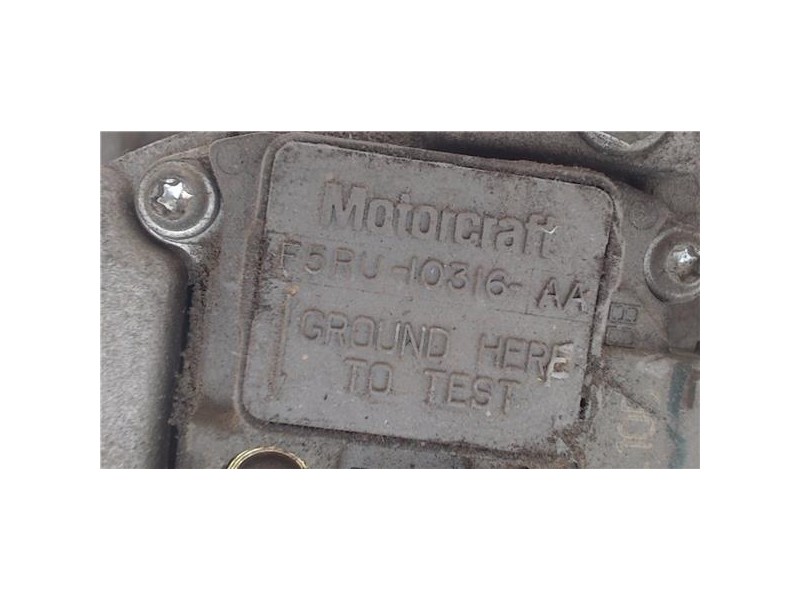 Motorcraft
F5RU-10316-AA
GROUND HERE
TO TEST